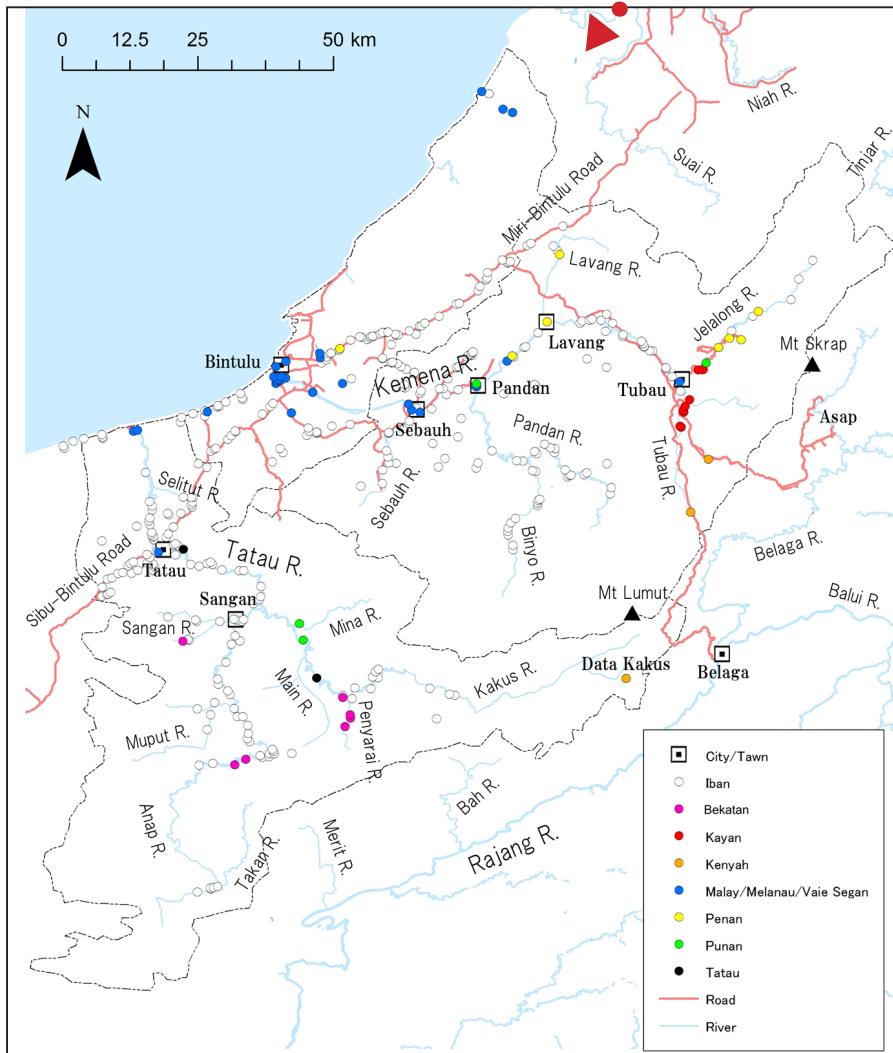 0 12.5 25 50 km
N
Niah R.
Suai R.
Tinjar R.
Miri-Bintulu Road
Lavang R.
Jelalong R.
Mt Skrap
Bintulu
Kemena R.
Lavang
Pandan
Tubau
Asap
Sebauh
Pandan R.
Selitut R.
Sebauh R.
Tubau R.
Binyo R.
Belaga R.
Sibu-Bintulu Road
Tatau
Tatau R.
Balui R.
Sangan
Mt Lumut
Sangan R.
Mina R.
Main R.
Kakus R.
Data Kakus
Belaga
Muput R.
Penyarai R.
Anap R.
Takap R.
Merit R.
Bah R.
Rajang R.
City/Tawn
Iban
Bekatan
Kayan
Kenyah
Malay/Melanau/Vaie Segan
Penan
Punan
Tatau
Road
River